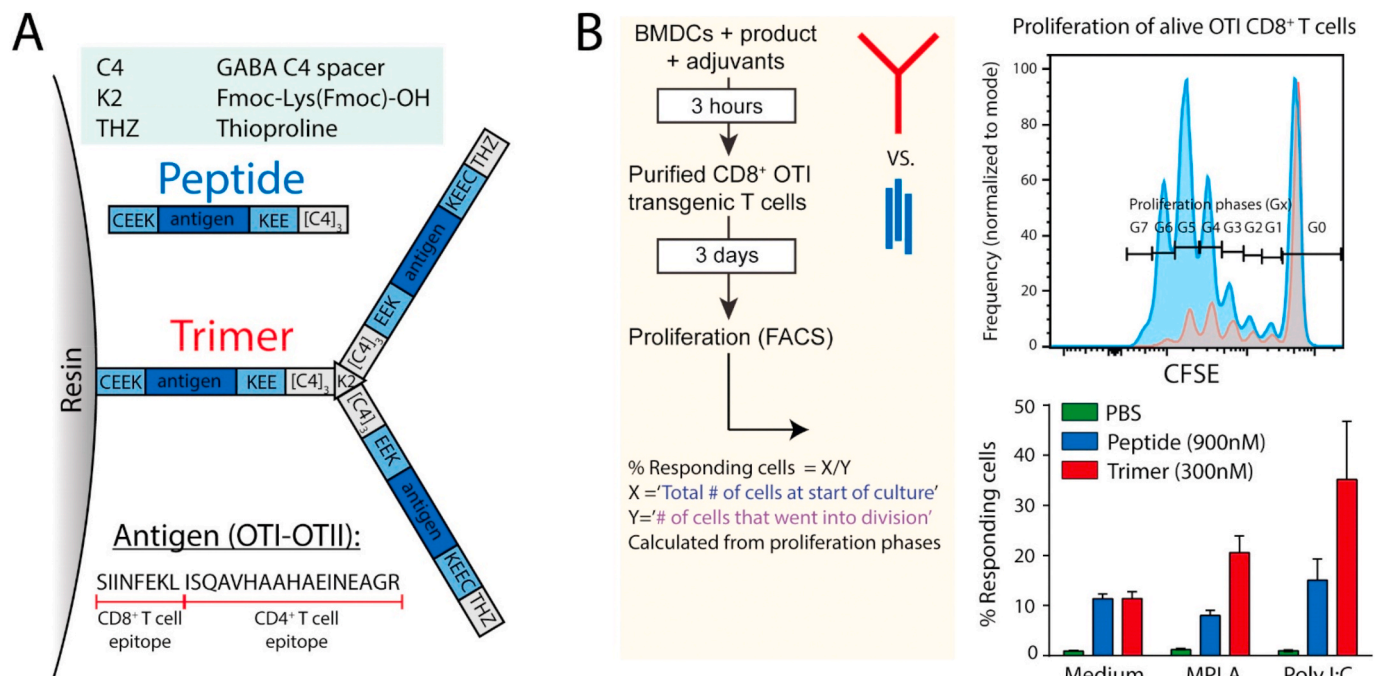 A
C4 GABA C4 spacer
K2 Fmoc-Lys(Fmoc)-OH
THZ Thioproline
Peptide
CEEK antigen KEE [C4]3
Trimer
CEEK antigen KEE [C4]3 K2
[C4]3 EEK antigen KEEC THZ
[C4]3 EEK antigen KEEC THZ
Resin
Antigen (OTI-OTII):
SIINFEKL ISQAVHAAHAEINEAGR
CD8+ T cell epitope
CD4+ T cell epitope
B
BMDCs + product
+ adjuvants
3 hours
Purified CD8+ OTI
transgenic T cells
3 days
Proliferation (FACS)
VS.
% Responding cells = X/Y
X ='Total # of cells at start of culture'
Y='# of cells that went into division'
Calculated from proliferation phases
Proliferation of alive OTI CD8+ T cells
Frequency (normalized to mode)
100
80
60
40
20
0
Proliferation phases (Gx)
G7 G6 G5 G4 G3 G2 G1 G0
CFSE
% Responding cells
50
40
30
20
10
0
PBS
Peptide (900nM)
Trimer (300nM)
Medium MPLA Poly I:C